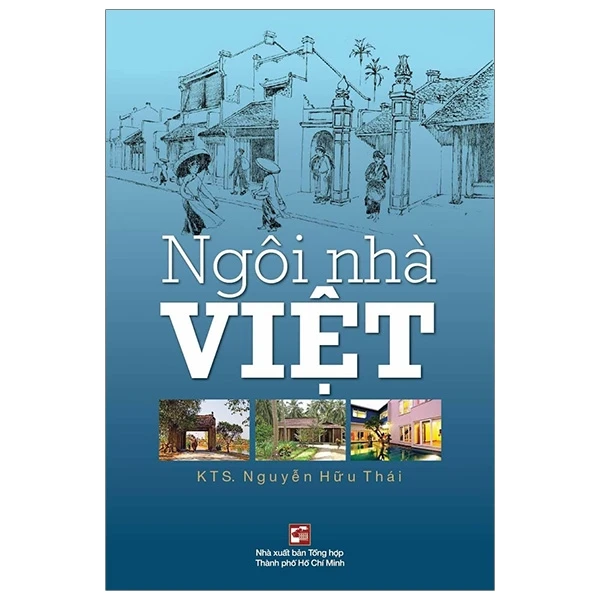 Ngôi nhà
VIỆT
KTS. Nguyễn Hữu Thái
Nhà xuất bản Tổng hợp
Thành phố Hồ Chí Minh